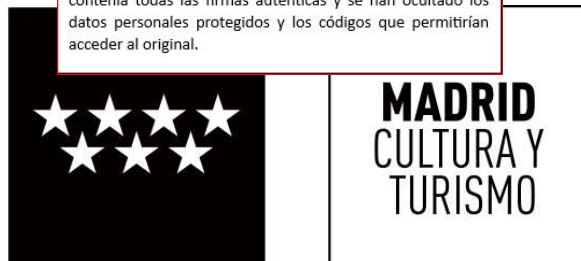 contenía todas las firmas auténticas y se han ocultado los
datos personales protegidos y los códigos que permitirían
acceder al original.
MADRID
CULTURA Y
TURISMO